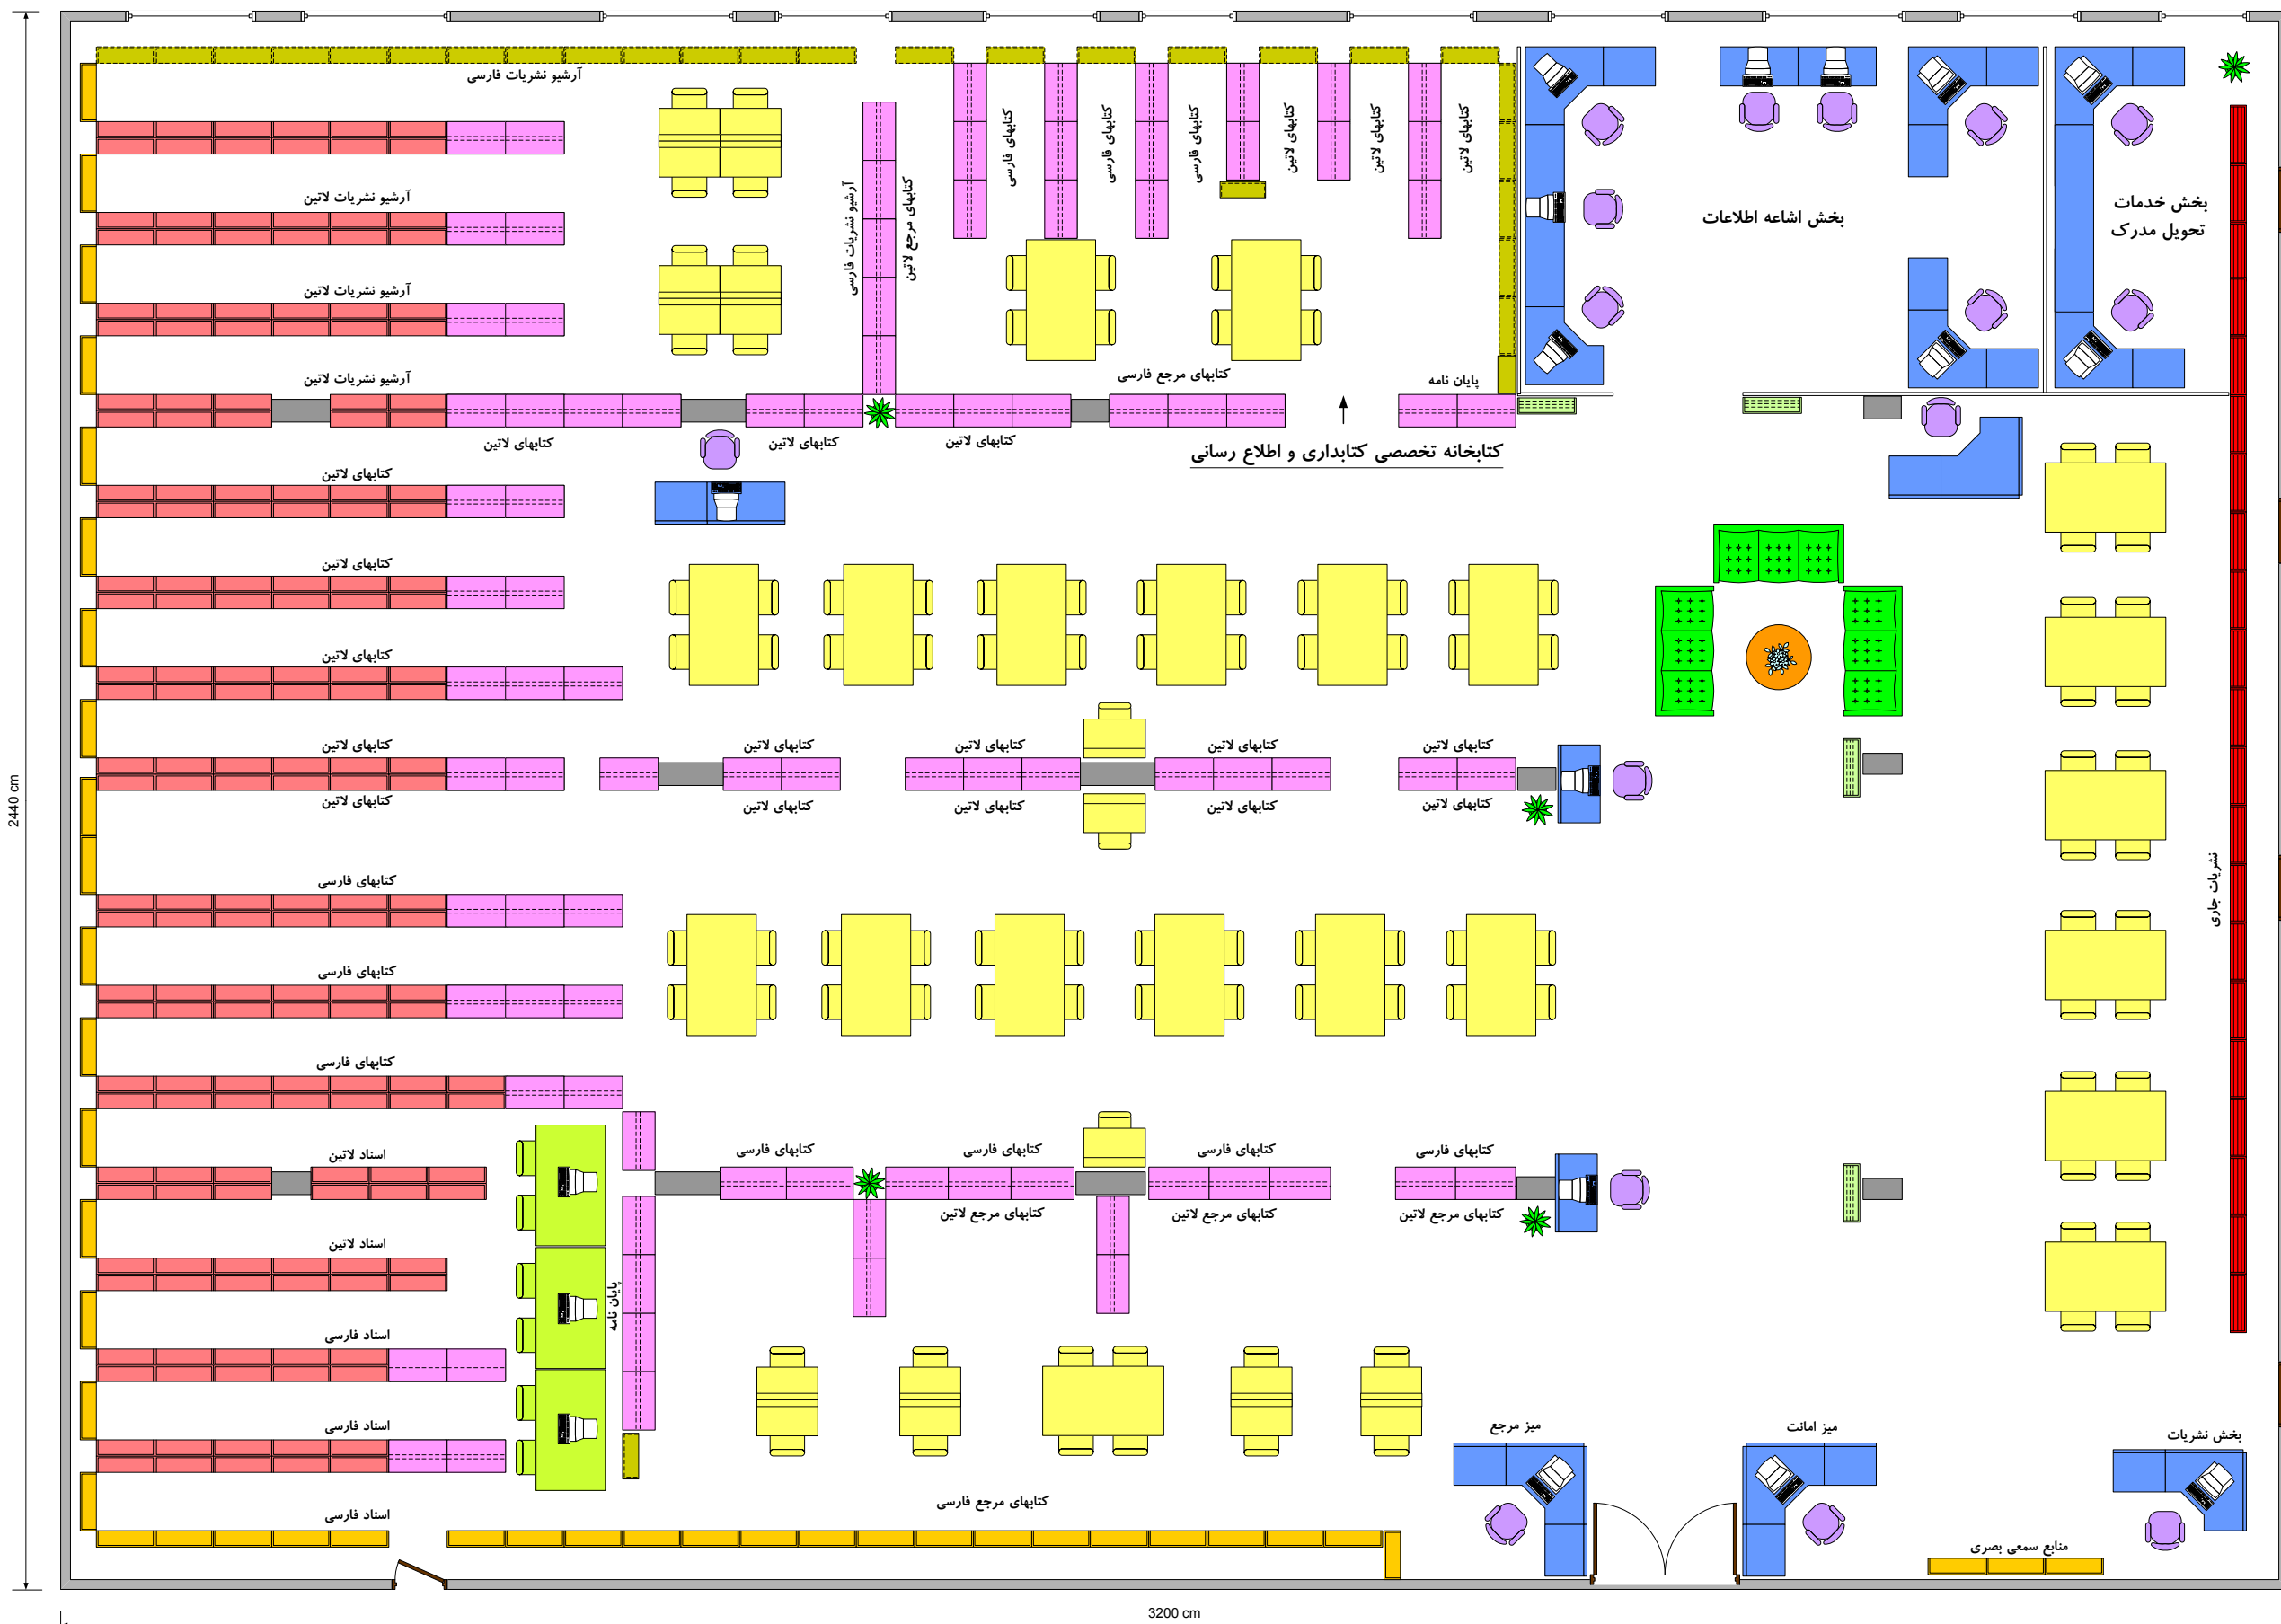 آرشیو نشریات فارسی
آرشیو نشریات لاتین
آرشیو نشریات لاتین
آرشیو نشریات لاتین
آرشیو نشریات فارسی
کتابهای مرجع لاتین
کتابهای فارسی
کتابهای فارسی
کتابهای فارسی
کتابهای لاتین
کتابهای لاتین
کتابهای لاتین
بخش اشاعه اطلاعات
بخش خدمات
تحویل مدرک
کتابهای مرجع فارسی
پایان نامه
کتابهای لاتین
کتابهای لاتین
کتابهای لاتین
کتابخانه تخصصی کتابداری و اطلاع رسانی
کتابهای لاتین
کتابهای لاتین
کتابهای لاتین
کتابهای لاتین
کتابهای لاتین
کتابهای لاتین
کتابهای لاتین
کتابهای لاتین
کتابهای لاتین
کتابهای لاتین
کتابهای لاتین
کتابهای لاتین
کتابهای لاتین
2440 cm
نشریات جاری
کتابهای فارسی
کتابهای فارسی
کتابهای فارسی
اسناد لاتین
کتابهای فارسی
کتابهای فارسی
کتابهای فارسی
کتابهای فارسی
کتابهای مرجع لاتین
کتابهای مرجع لاتین
کتابهای مرجع لاتین
اسناد لاتین
پایان نامه
اسناد فارسی
اسناد فارسی
میز مرجع
میز امانت
بخش نشریات
کتابهای مرجع فارسی
اسناد فارسی
منابع سمعی بصری
3200 cm